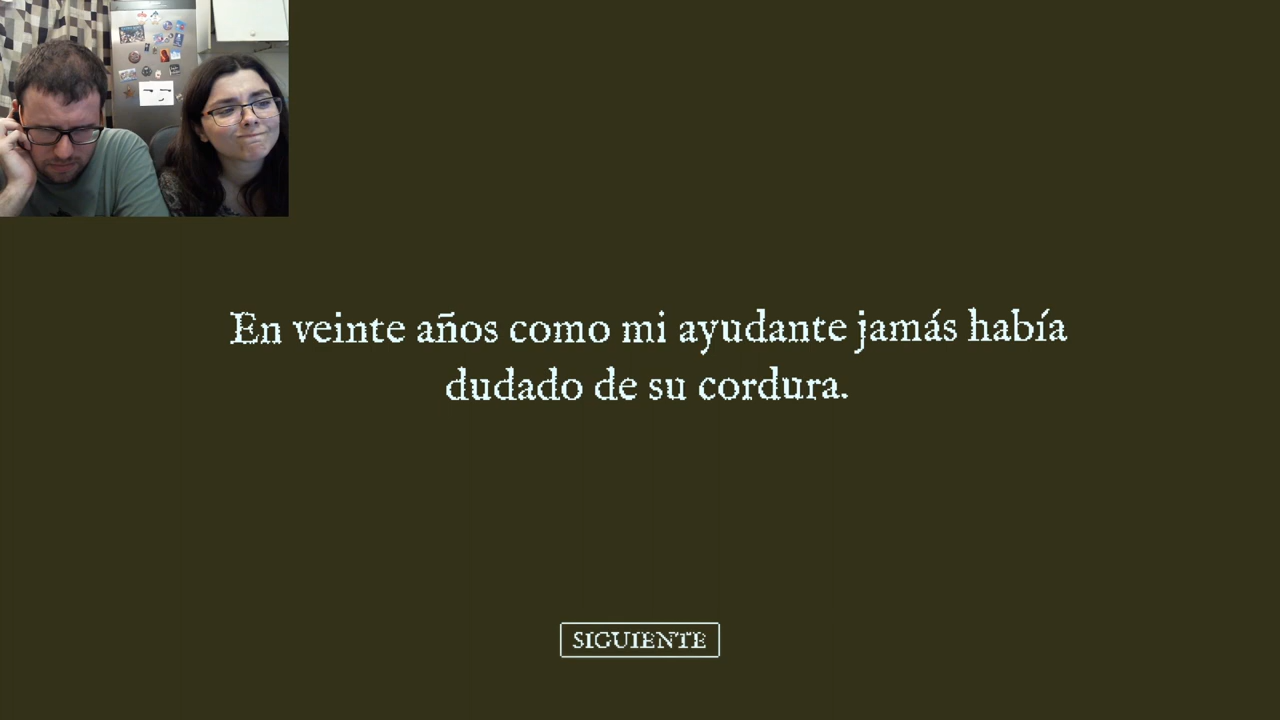 En veinte años como mi ayudante jamás había
dudado de su cordura.
SIGUIENTE